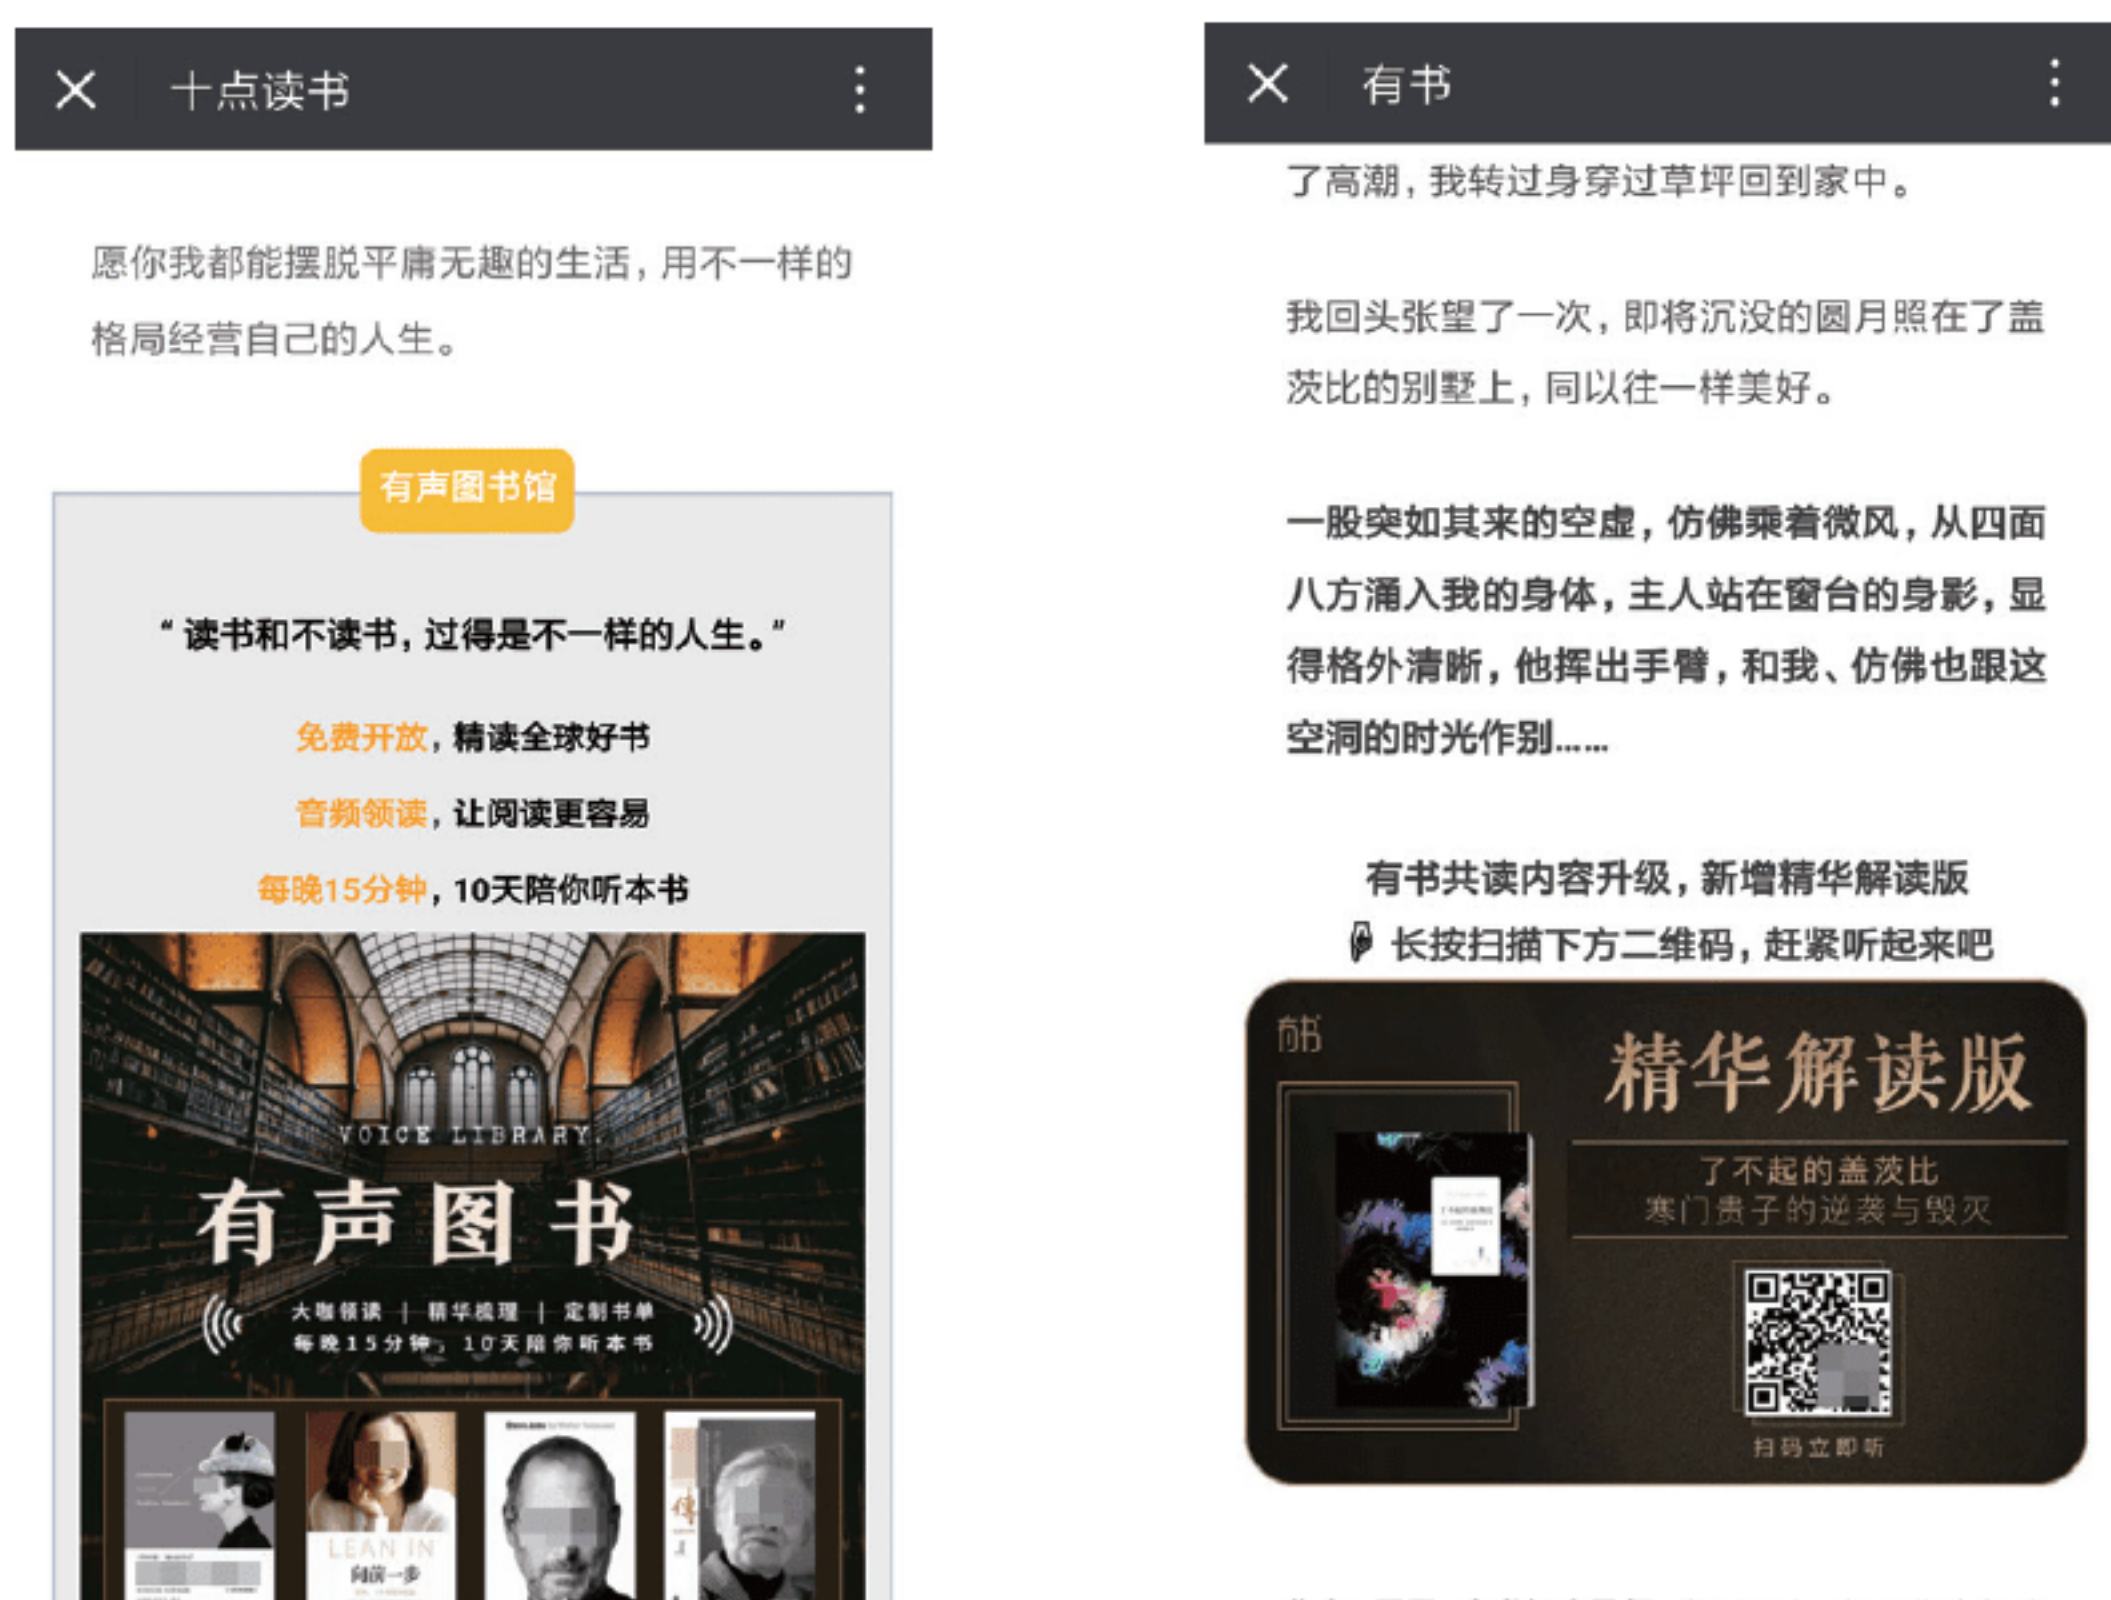 十点读书
愿你我都能摆脱平庸无趣的生活，用不一样的
格局经营自己的人生。
有声图书馆
“读书和不读书，过得是不一样的人生。”
免费开放，精读全球好书
音频领读，让阅读更容易
每晚15分钟，10天陪你听本书
VOICE LIBRARY
有声图书
大咖领读 | 精华梳理 | 定制书单
每晚15分钟，10天陪你听本书
LEAN IN
向前一步
傳
有书
了高潮，我转过身穿过草坪回到家中。
我回头张望了一次，即将沉没的圆月照在了盖
茨比的别墅上，同以往一样美好。
一股突如其来的空虚，仿佛乘着微风，从四面
八方涌入我的身体，主人站在窗台的身影，显
得格外清晰，他挥出手臂，和我、仿佛也跟这
空洞的时光作别……
有书共读内容升级，新增精华解读版
长按扫描下方二维码，赶紧听起来吧
有书
精华解读版
了不起的盖茨比
寒门贵子的逆袭与毁灭
扫码立即听